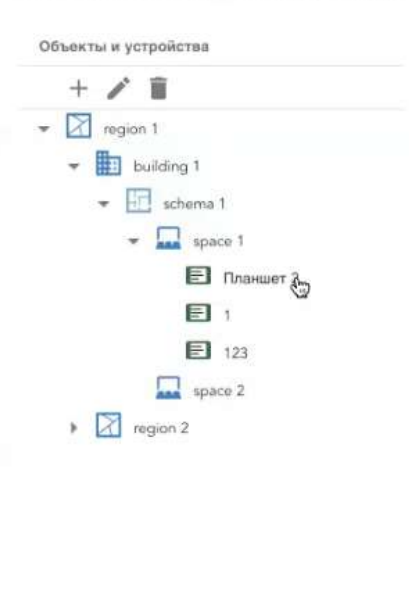 Объекты и устройства
region 1
building 1
schema 1
space 1
Планшет
1
123
space 2
region 2